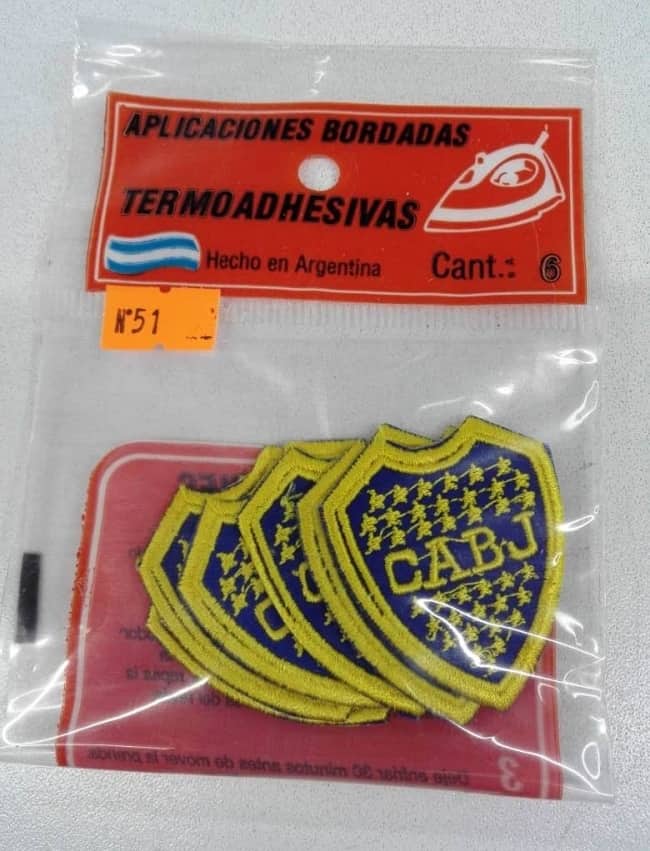 APLICACIONES BORDADAS
TERMOADHESIVAS
Hecho en Argentina
Cant.: 6
N°51
CABJ
Deje enfriar 30 minutos antes de mover la prenda.
3